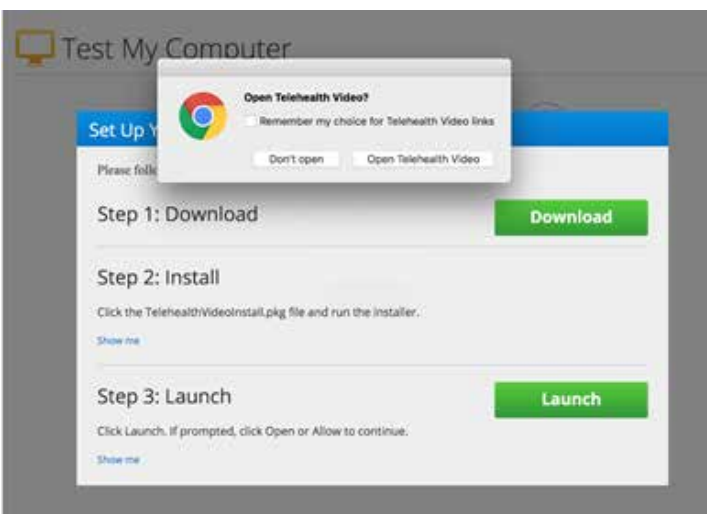 Test My Computer
Open Telehealth Video?
Remember my choice for Telehealth Video links
Don't open
Open Telehealth Video
Set Up Y
Please follo
Step 1: Download
Download
Step 2: Install
Click the TelehealthVideoInstall.pkg file and run the installer.
Show me
Step 3: Launch
Launch
Click Launch. If prompted, click Open or Allow to continue.
Show me